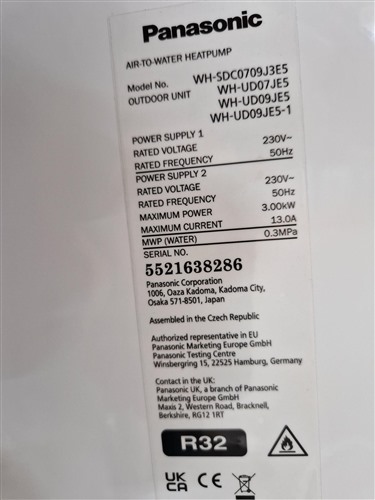 Panasonic
AIR-TO-WATER HEATPUMP
Model No. WH-SDC0709J3E5
OUTDOOR UNIT WH-UD07JE5
WH-UD09JE5
WH-UD09JE5-1
POWER SUPPLY 1
RATED VOLTAGE 230V~
RATED FREQUENCY 50Hz
POWER SUPPLY 2
RATED VOLTAGE 230V~
RATED FREQUENCY 50Hz
MAXIMUM POWER 3.00kW
MAXIMUM CURRENT 13.0A
MWP (WATER) 0.3MPa
SERIAL NO.
5521638286
Panasonic Corporation
1006, Oaza Kadoma, Kadoma City,
Osaka 571-8501, Japan
Assembled in the Czech Republic
Authorized representative in EU
Panasonic Marketing Europe GmbH
Panasonic Testing Centre
Winsbergring 15, 22525 Hamburg, Germany
Contact in the UK:
Panasonic UK, a branch of Panasonic
Marketing Europe GmbH
Maxis 2, Western Road, Bracknell,
Berkshire, RG12 1RT
R32
UK CA CE